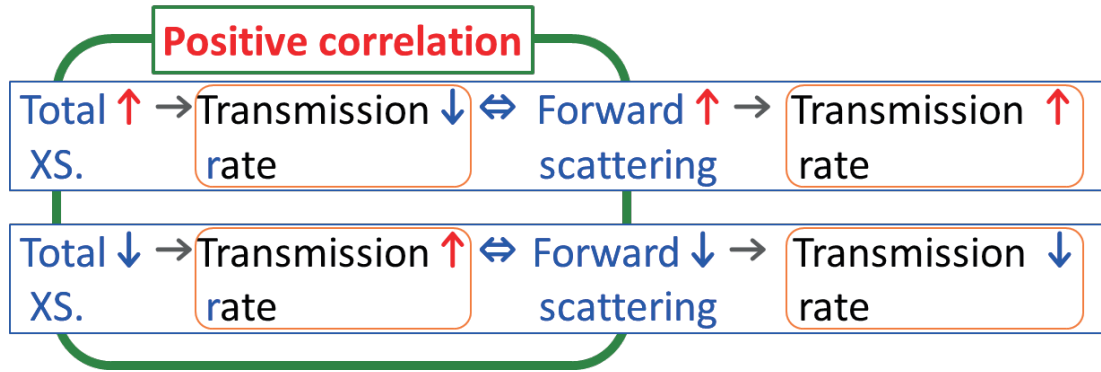 Positive correlation
Total ↑ → Transmission ↓ ⇔ Forward ↑ → Transmission ↑
XS. rate scattering rate
Total ↓ → Transmission ↑ ⇔ Forward ↓ → Transmission ↓
XS. rate scattering rate